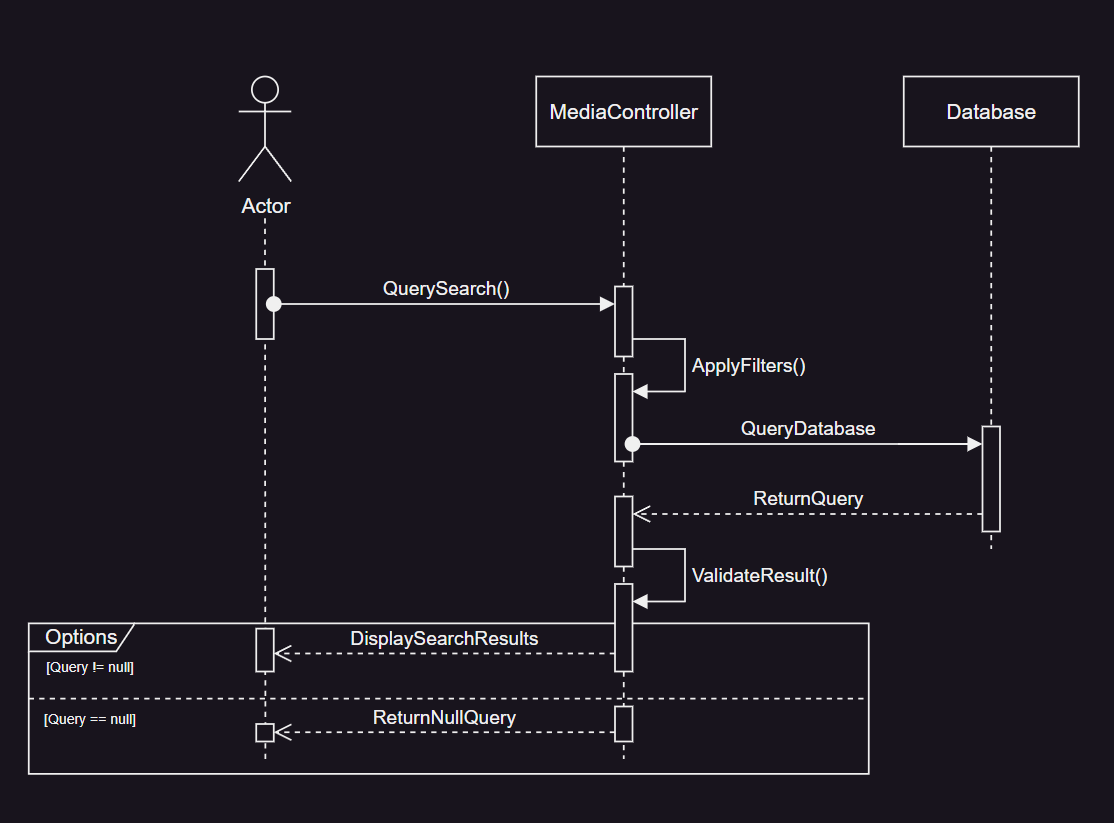 MediaController
Database
Actor
QuerySearch()
ApplyFilters()
QueryDatabase
ReturnQuery
ValidateResult()
Options
DisplaySearchResults
[Query != null]
ReturnNullQuery
[Query == null]